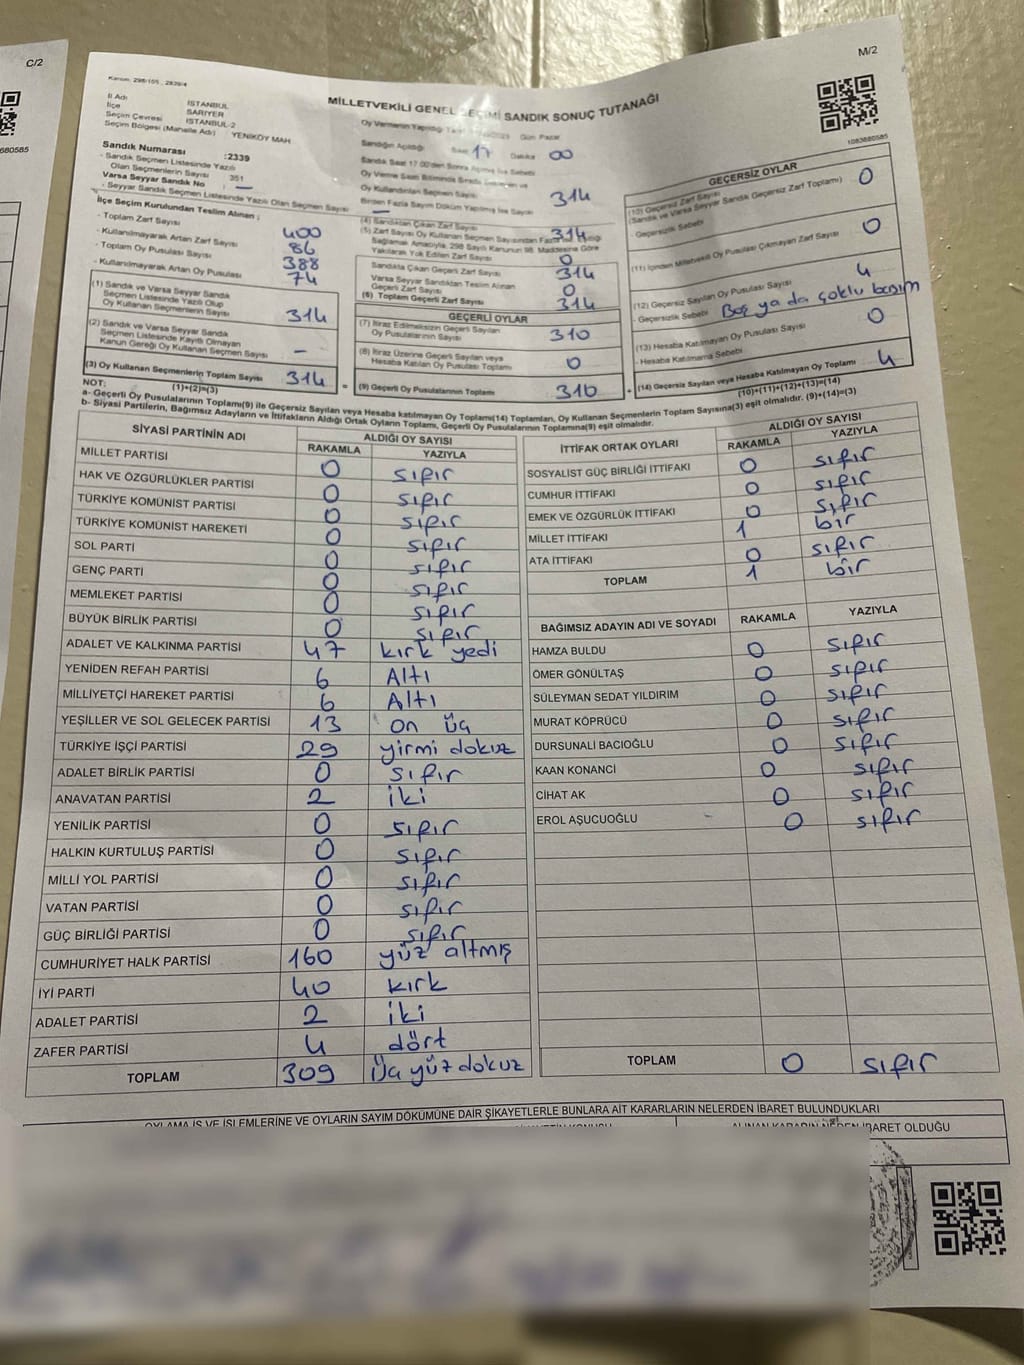 C/2
M/2
680585
Kanun: 298/105 , 2839/4
MİLLETVEKİLİ GENEL SEÇİMİ SANDIK SONUÇ TUTANAĞI
1083680585
İl Adı İSTANBUL
İlçe SARIYER
Seçim Çevresi İSTANBUL-2
Seçim Bölgesi (Mahalle Adı) YENİKÖY MAH
Sandık Numarası :2339
- Sandık Seçmen Listesinde Yazılı
Olan Seçmenlerin Sayısı 351
Varsa Seyyar Sandık No : —
- Seyyar Sandık Seçmen Listesinde Yazılı Olan Seçmen Sayısı
İlçe Seçim Kurulundan Teslim Alınan ;
- Toplam Zarf Sayısı 400
- Kullanılmayarak Artan Zarf Sayısı 86
- Toplam Oy Pusulası Sayısı 388
- Kullanılmayarak Artan Oy Pusulası 74
(1) Sandık ve Varsa Seyyar Sandık
Seçmen Listesinde Yazılı Olup
Oy Kullanan Seçmenlerin Sayısı 314
(2) Sandık ve Varsa Seyyar Sandık
Seçmen Listesinde Kayıtlı Olmayan
Kanun Gereği Oy Kullanan Seçmen Sayısı —
(3) Oy Kullanan Seçmenlerin Toplam Sayısı 314
(1)+(2)=(3)
Oy Vermenin Yapıldığı Gün Pazar
Sandığın Açıldığı Saat 17 Dakika 00
Sandık Saat 17:00'den Sonra Açılmış İse Sebebi
Oy Verme Saati Bitiminde Sırada
Oy Kullandırılan Seçmen Sayısı 314
Birden Fazla Sayım Döküm Yapılmış İse Sayısı —
(4) Sandıktan Çıkan Zarf Sayısı 314
(5) Zarf Sayısı Oy Kullanan Seçmen Sayısından Fazla
Bağlamak Amacıyla, 298 Sayılı Kanunun 98. Maddesine Göre
Yakılarak Yok Edilen Zarf Sayısı 0
Sandıkta Çıkan Geçerli Zarf Sayısı 314
Varsa Seyyar Sandıktan Teslim Alınan
Geçerli Zarf Sayısı 0
(6) Toplam Geçerli Zarf Sayısı 314
GEÇERLİ OYLAR
(7) İtiraz Edilmeksizin Geçerli Sayılan
Oy Pusulalarının Sayısı 310
(8) İtiraz Üzerine Geçerli Sayılan veya
Hesaba Katılan Oy Pusulası Toplamı 0
= (9) Geçerli Oy Pusulalarının Toplamı 310
GEÇERSİZ OYLAR
(10) Geçersiz Zarf Sayısı
(Sandık ve Varsa Seyyar Sandık Geçersiz Zarf Toplamı) 0
- Geçersizlik Sebebi
(11) İçinden Milletvekili Oy Pusulası Çıkmayan Zarf Sayısı 0
(12) Geçersiz Sayılan Oy Pusulası Sayısı 4
- Geçersizlik Sebebi Boş ya da çoklu basım
(13) Hesaba Katılmayan Oy Pusulası Sayısı 0
- Hesaba Katılmama Sebebi
+ (14) Geçersiz Sayılan veya Hesaba Katılmayan Oy Toplamı 4
(10)+(11)+(12)+(13)=(14)
NOT:
a- Geçerli Oy Pusulalarının Toplamı(9) ile Geçersiz Sayılan veya Hesaba katılmayan Oy Toplamı(14) Toplamları, Oy Kullanan Seçmenlerin Toplam Sayısına(3) eşit olmalıdır. (9)+(14)=(3)
b- Siyasi Partilerin, Bağımsız Adayların ve İttifakların Aldığı Ortak Oyların Toplamı, Geçerli Oy Pusulalarının Toplamına(9) eşit olmalıdır.
SİYASİ PARTİNİN ADI ALDIĞI OY SAYISI
RAKAMLA YAZIYLA
MİLLET PARTİSİ 0 sıfır
HAK VE ÖZGÜRLÜKLER PARTİSİ 0 sıfır
TÜRKİYE KOMÜNİST PARTİSİ 0 sıfır
TÜRKİYE KOMÜNİST HAREKETİ 0 sıfır
SOL PARTİ 0 sıfır
GENÇ PARTİ 0 sıfır
MEMLEKET PARTİSİ 0 sıfır
BÜYÜK BİRLİK PARTİSİ 0 sıfır
ADALET VE KALKINMA PARTİSİ 47 kırk yedi
YENİDEN REFAH PARTİSİ 6 Altı
MİLLİYETÇİ HAREKET PARTİSİ 6 Altı
YEŞİLLER VE SOL GELECEK PARTİSİ 13 on üç
TÜRKİYE İŞÇİ PARTİSİ 29 yirmi dokuz
ADALET BİRLİK PARTİSİ 0 sıfır
ANAVATAN PARTİSİ 2 iki
YENİLİK PARTİSİ 0 sıfır
HALKIN KURTULUŞ PARTİSİ 0 sıfır
MİLLİ YOL PARTİSİ 0 sıfır
VATAN PARTİSİ 0 sıfır
GÜÇ BİRLİĞİ PARTİSİ 0 sıfır
CUMHURİYET HALK PARTİSİ 160 yüz altmış
İYİ PARTİ 40 kırk
ADALET PARTİSİ 2 iki
ZAFER PARTİSİ 4 dört
TOPLAM 309 Üç yüz dokuz
İTTİFAK ORTAK OYLARI ALDIĞI OY SAYISI
RAKAMLA YAZIYLA
SOSYALİST GÜÇ BİRLİĞİ İTTİFAKI 0 sıfır
CUMHUR İTTİFAKI 0 sıfır
EMEK VE ÖZGÜRLÜK İTTİFAKI 0 sıfır
MİLLET İTTİFAKI 1 bir
ATA İTTİFAKI 0 sıfır
TOPLAM 1 bir
BAĞIMSIZ ADAYIN ADI VE SOYADI RAKAMLA YAZIYLA
HAMZA BULDU 0 sıfır
ÖMER GÖNÜLTAŞ 0 sıfır
SÜLEYMAN SEDAT YILDIRIM 0 sıfır
MURAT KÖPRÜCÜ 0 sıfır
DURSUNALİ BACIOĞLU 0 sıfır
KAAN KONANCİ 0 sıfır
CİHAT AK 0 sıfır
EROL AŞUCUOĞLU 0 sıfır
TOPLAM 0 sıfır
OYLAMA İŞ VE İŞLEMLERİNE VE OYLARIN SAYIM DÖKÜMÜNE DAİR ŞİKAYETLERLE BUNLARA AİT KARARLARIN NELERDEN İBARET BULUNDUKLARI
ALINAN KARARIN NEDEN İBARET OLDUĞU